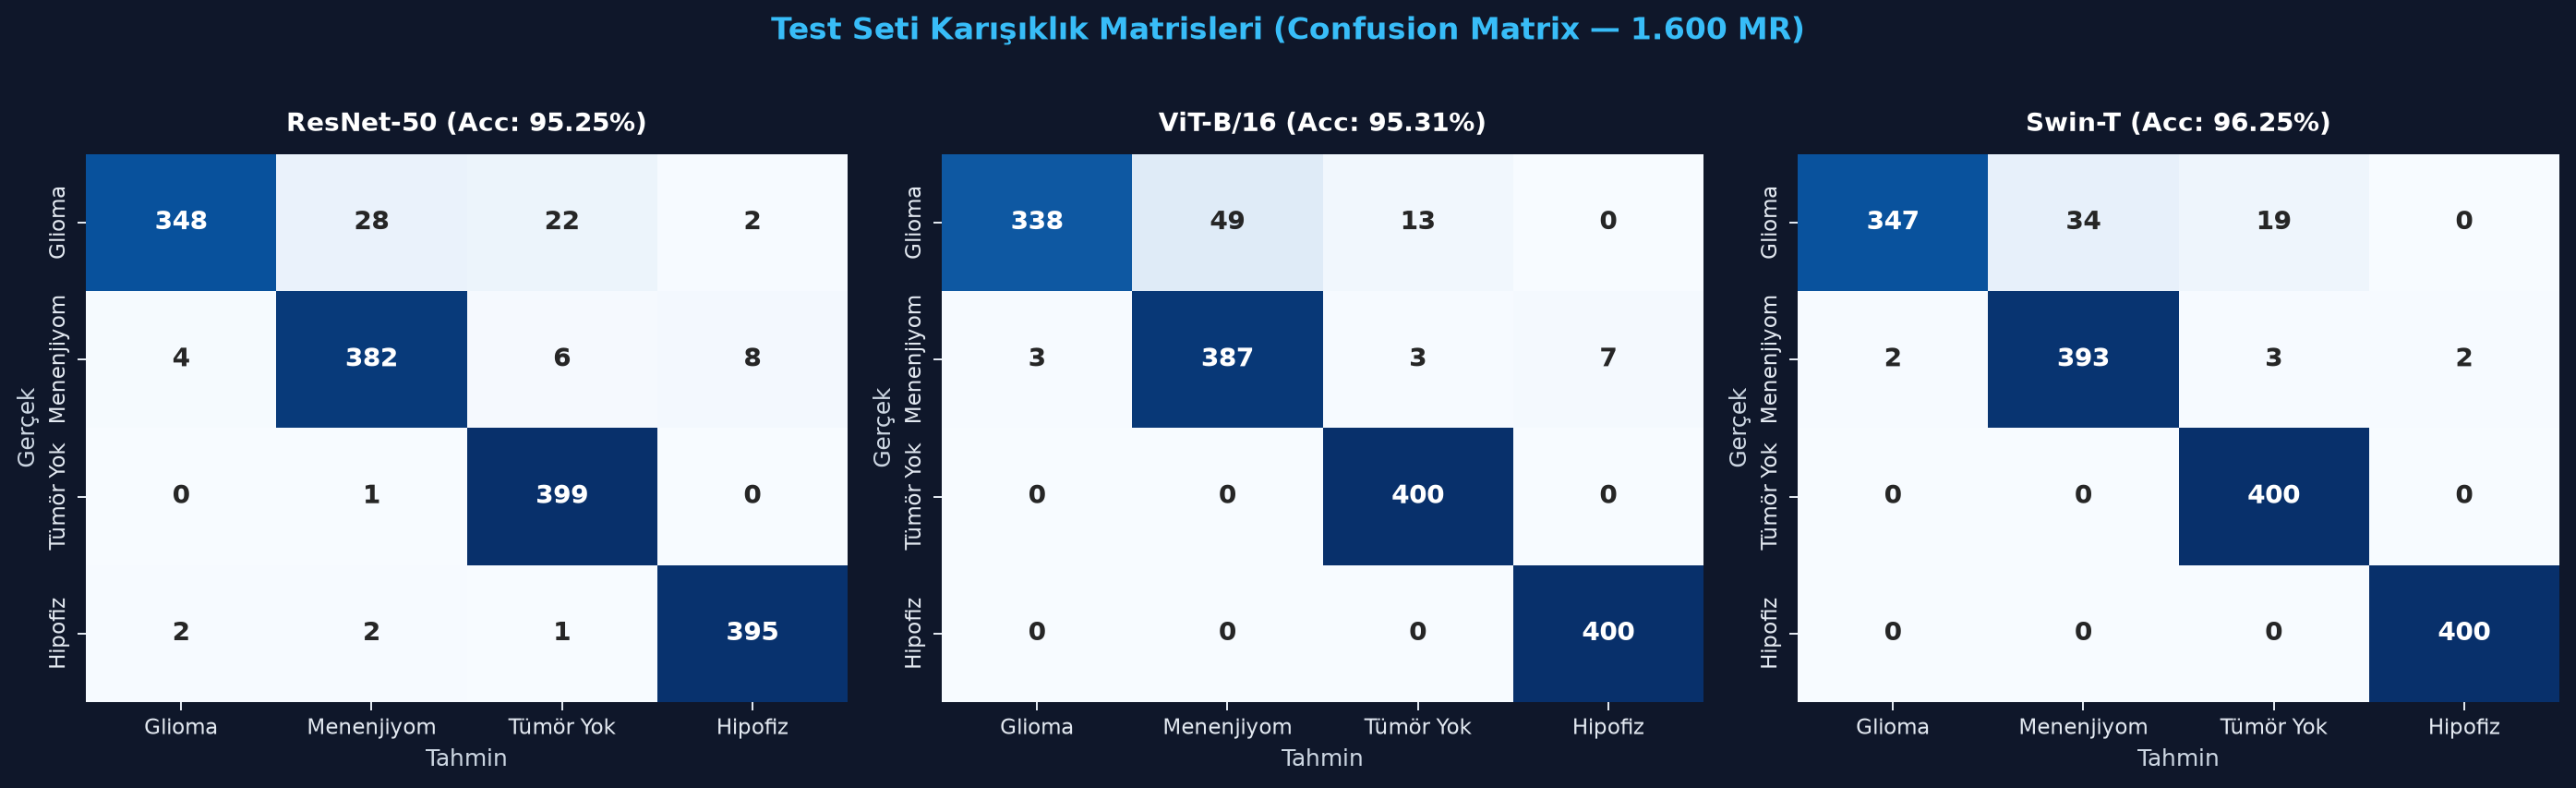 Test Seti Karışıklık Matrisleri (Confusion Matrix — 1.600 MR)
ResNet-50 (Acc: 95.25%)
Gerçek
Glioma
348 28 22 2
Menenjiyom
4 382 6 8
Tümör Yok
0 1 399 0
Hipofiz
2 2 1 395
Glioma Menenjiyom Tümör Yok Hipofiz
Tahmin
ViT-B/16 (Acc: 95.31%)
Gerçek
Glioma
338 49 13 0
Menenjiyom
3 387 3 7
Tümör Yok
0 0 400 0
Hipofiz
0 0 0 400
Glioma Menenjiyom Tümör Yok Hipofiz
Tahmin
Swin-T (Acc: 96.25%)
Gerçek
Glioma
347 34 19 0
Menenjiyom
2 393 3 2
Tümör Yok
0 0 400 0
Hipofiz
0 0 0 400
Glioma Menenjiyom Tümör Yok Hipofiz
Tahmin